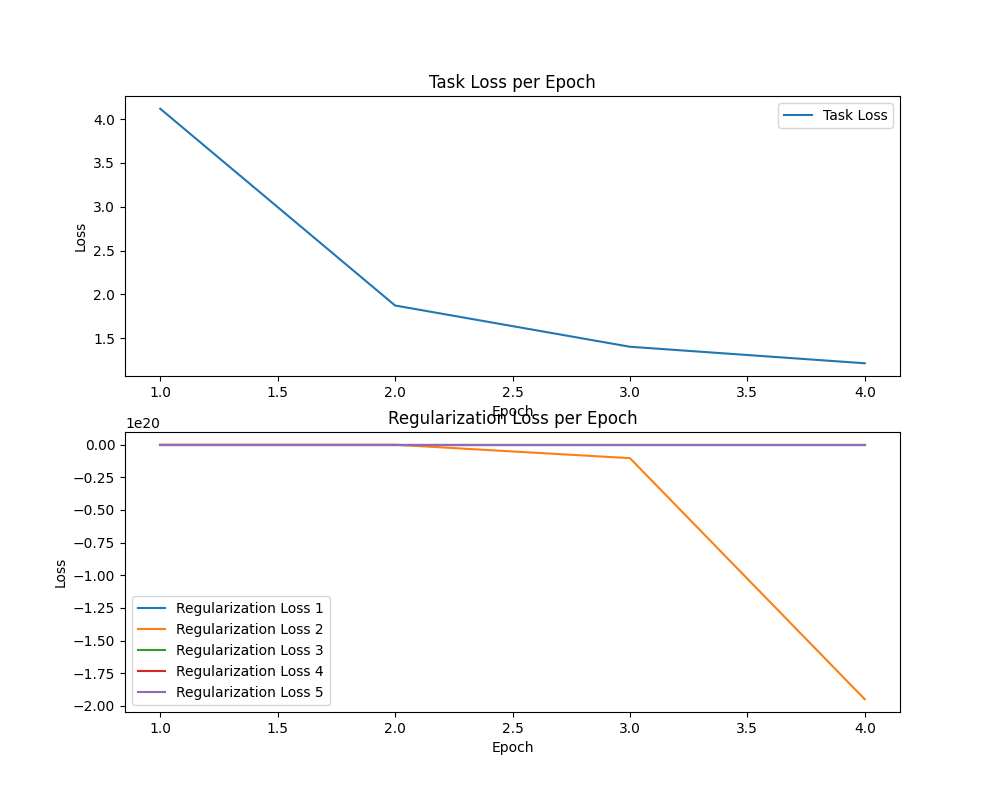 Task Loss per Epoch
Task Loss
4.0
3.5
3.0
2.5
2.0
1.5
Loss
1.0 1.5 2.0 2.5 3.0 3.5 4.0
Epoch
Regularization Loss per Epoch
1e20
0.00
−0.25
−0.50
−0.75
−1.00
−1.25
−1.50
−1.75
−2.00
Loss
Regularization Loss 1
Regularization Loss 2
Regularization Loss 3
Regularization Loss 4
Regularization Loss 5
1.0 1.5 2.0 2.5 3.0 3.5 4.0
Epoch